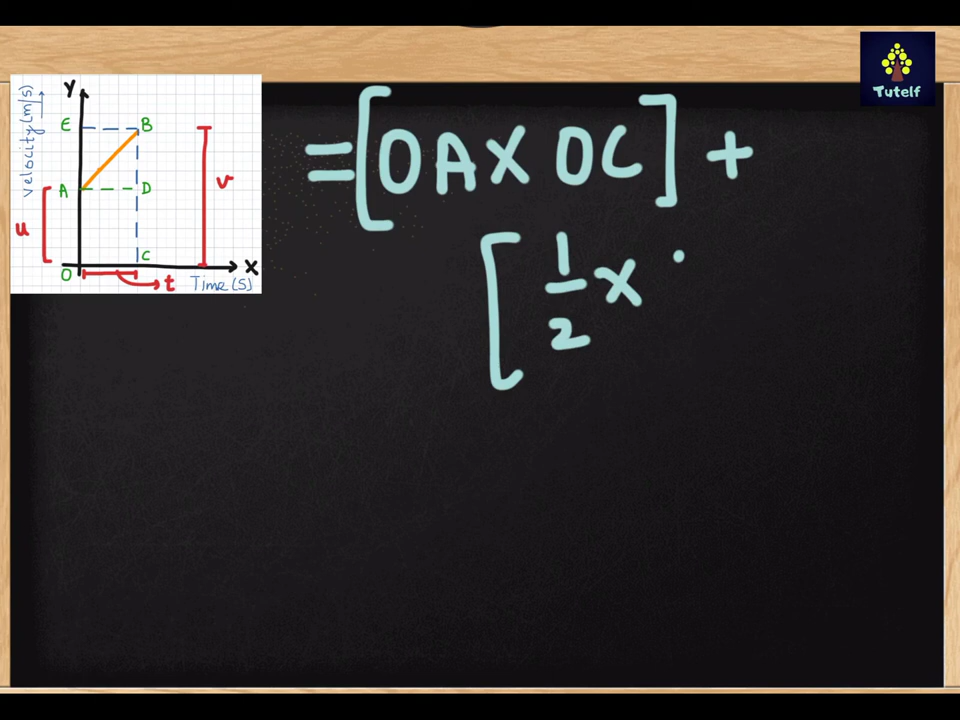 Tutelf
Y
Velocity (m/s)
E B
A D
u
v
C
O
t
X
Time (S)
= [OA X OC] +
[ 1/2 X